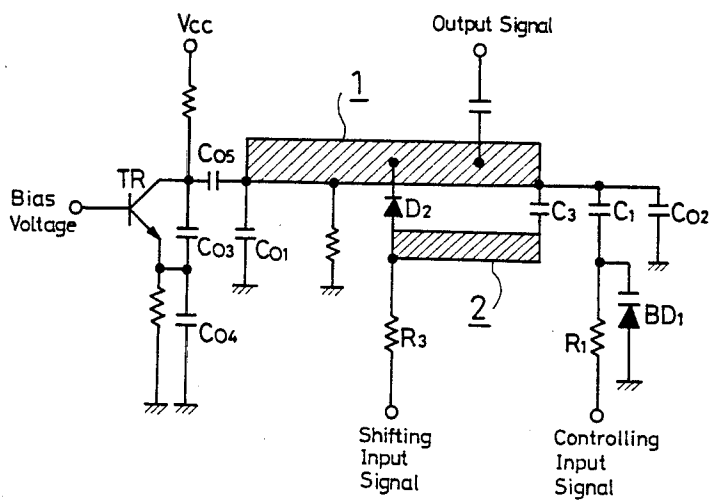 Vcc
Output Signal
1
Co5
TR
Bias
Voltage
D2
C3
C1
Co2
Co3
Co1
2
BD1
R3
R1
Co4
Shifting
Input
Signal
Controlling
Input
Signal